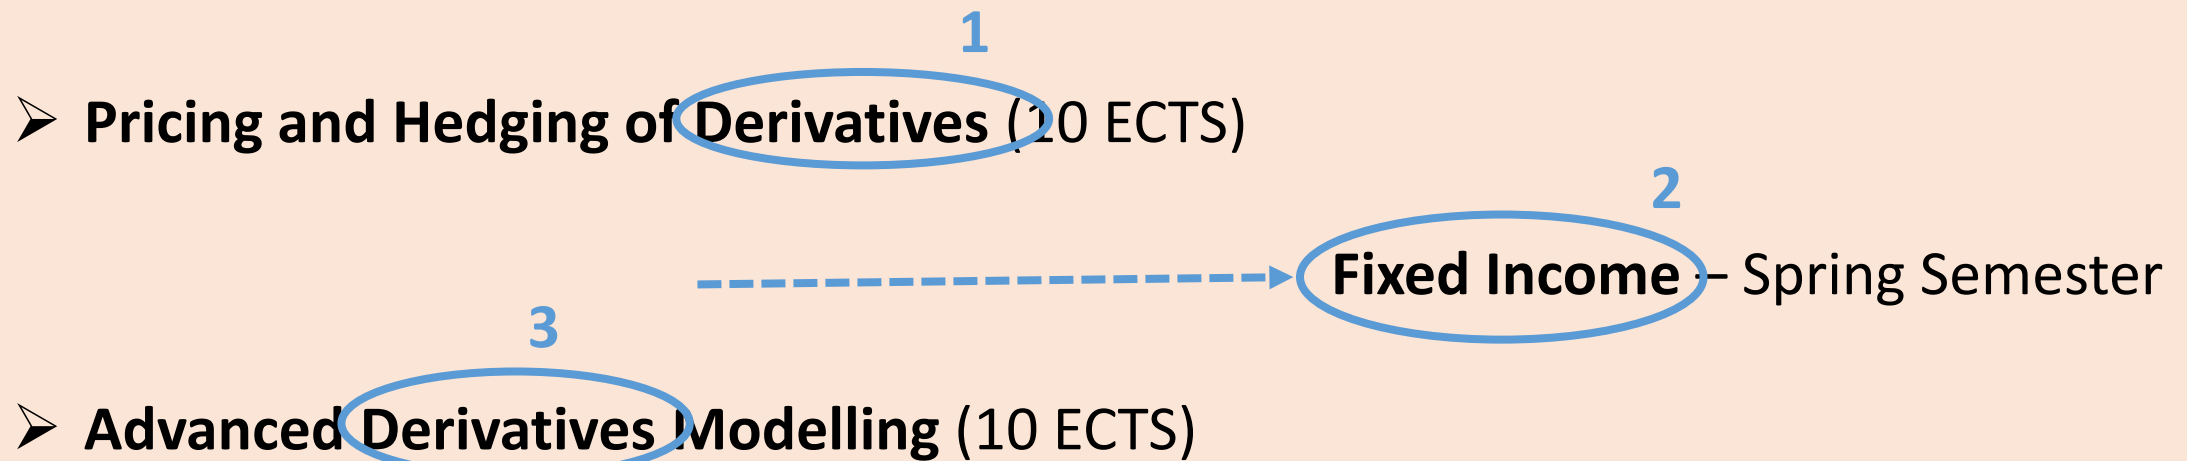 1
➢ Pricing and Hedging of Derivatives (10 ECTS)
2
Fixed Income – Spring Semester
3
➢ Advanced Derivatives Modelling (10 ECTS)